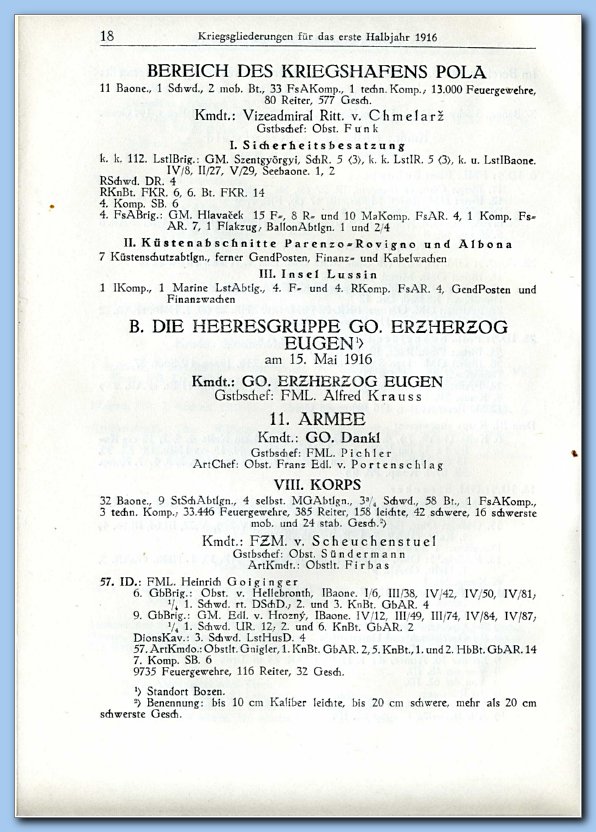 18 Kriegsgliederungen für das erste Halbjahr 1916
BEREICH DES KRIEGSHAFENS POLA
11 Baone., 1 Schwd., 2 mob. Bt., 33 FsAKomp., 1 techn. Komp.; 13.000 Feuergewehre,
80 Reiter, 577 Gesch.
Kmdt.: Vizeadmiral Ritt. v. Chmelarž
Gstbschef: Obst. Funk
I. Sicherheitsbesatzung
k. k. 112. LstIBrig.: GM. Szentgyörgyi, SchR. 5 (3), k. k. LstIR. 5 (3), k. u. LstIBaone.
IV/8, II/27, V/29, Seebaone. 1, 2
RSchwd. DR. 4
RKnBt. FKR. 6, 6. Bt. FKR. 14
4. Komp. SB. 6
4. FsABrig.: GM. Hlavaček 15 F-, 8 R- und 10 MaKomp. FsAR. 4, 1 Komp. Fs-
AR. 7, 1 Flakzug; BallonAbtlgn. 1 und 2/4
II. Küstenabschnitte Parenzo-Rovigno und Albona
7 Küstenschutzabtlgn., ferner GendPosten, Finanz- und Kabelwachen
III. Insel Lussin
1 IKomp., 1 Marine LstAbtlg., 4. F- und 4. RKomp. FsAR. 4, GendPosten und
Finanzwachen
B. DIE HEERESGRUPPE GO. ERZHERZOG
EUGEN¹)
am 15. Mai 1916
Kmdt.: GO. ERZHERZOG EUGEN
Gstbschef: FML. Alfred Krauss
11. ARMEE
Kmdt.: GO. Dankl
Gstbschef: FML. Pichler
ArtChef: Obst. Franz Edl. v. Portenschlag
VIII. KORPS
32 Baone., 9 StSchAbtlgn., 4 selbst. MGAbtlgn., 3³/₄ Schwd., 58 Bt., 1 FsAKomp.,
3 techn. Komp.; 33.446 Feuergewehre, 385 Reiter, 158 leichte, 42 schwere, 16 schwerste
mob. und 24 stab. Gesch.²)
Kmdt.: FZM. v. Scheuchenstuel
Gstbschef: Obst. Sündermann
ArtKmdt.: Obstlt. Firbas
57. ID.: FML. Heinrich Goiginger
6. GbBrig.: Obst. v. Hellebronth, IBaone. I/6, III/38, IV/42, IV/50, IV/81;
¹/₄ 1. Schwd. rt. DSchD.; 2. und 3. KnBt. GbAR. 4
9. GbBrig.: GM. Edl. v. Hrozný, IBaone. IV/12, III/49, III/74, IV/84, IV/87;
¹/₄ 1. Schwd. UR. 12; 2. und 6. KnBt. GbAR. 2
DionsKav.: 3. Schwd. LstHusD. 4
57. ArtKmdo.: Obstlt. Gnigler, 1. KnBt. GbAR. 2, 5. KnBt., 1. und 2. HbBt. GbAR. 14
7. Komp. SB. 6
9735 Feuergewehre, 116 Reiter, 32 Gesch.
¹) Standort Bozen.
²) Benennung: bis 10 cm Kaliber leichte, bis 20 cm schwere, mehr als 20 cm
schwerste Gesch.